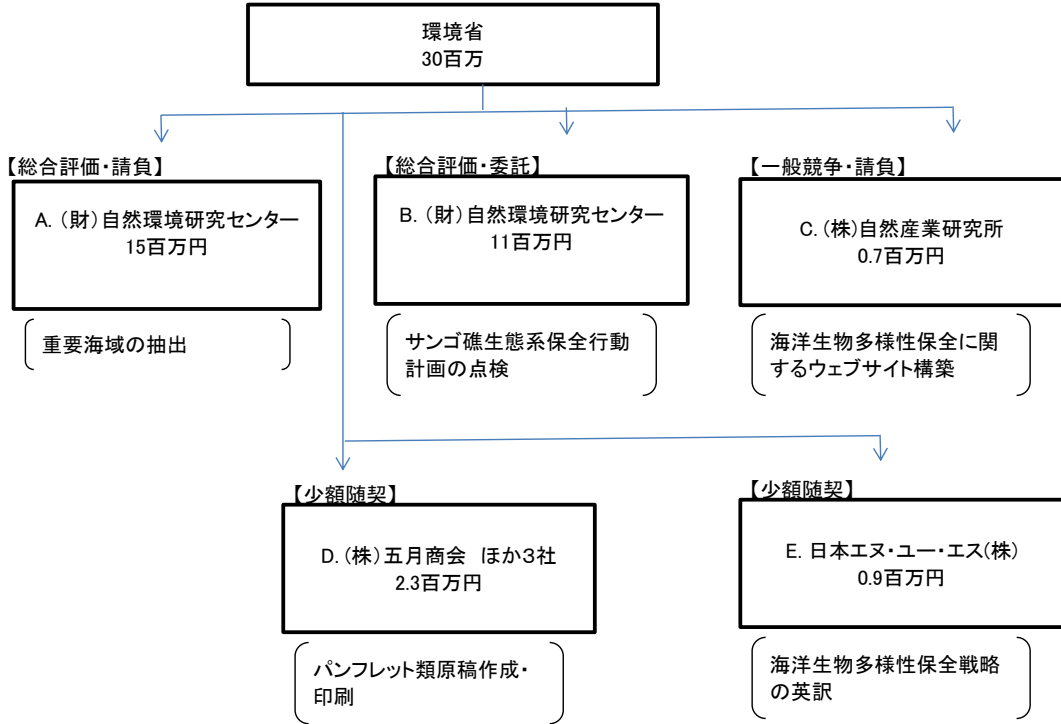 環境省
30百万
【総合評価・請負】
A. (財)自然環境研究センター
15百万円
重要海域の抽出
【総合評価・委託】
B. (財)自然環境研究センター
11百万円
サンゴ礁生態系保全行動
計画の点検
【一般競争・請負】
C. (株)自然産業研究所
0.7百万円
海洋生物多様性保全に関
するウェブサイト構築
【少額随契】
D. (株)五月商会　ほか3社
2.3百万円
パンフレット類原稿作成・
印刷
【少額随契】
E. 日本エヌ・ユー・エス(株)
0.9百万円
海洋生物多様性保全戦略
の英訳